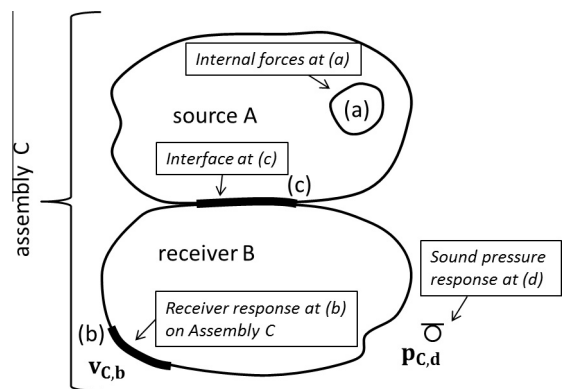 assembly C
Internal forces at (a)
(a)
source A
Interface at (c)
(c)
receiver B
Sound pressure
response at (d)
Receiver response at (b)
on Assembly C
(b)
v_C,b
p_C,d